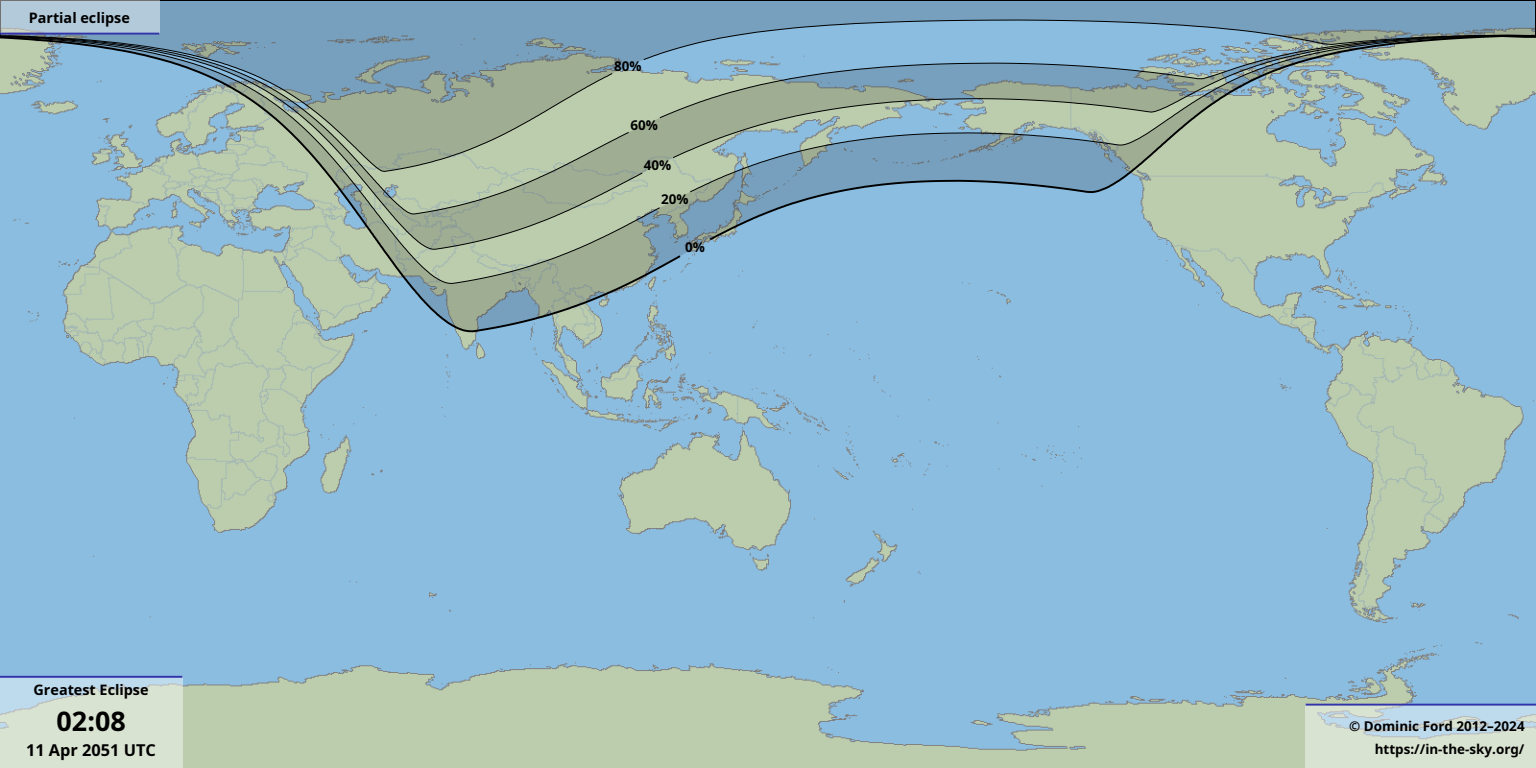 Partial eclipse
80%
60%
40%
20%
0%
Greatest Eclipse
02:08
11 Apr 2051 UTC
© Dominic Ford 2012–2024
https://in-the-sky.org/